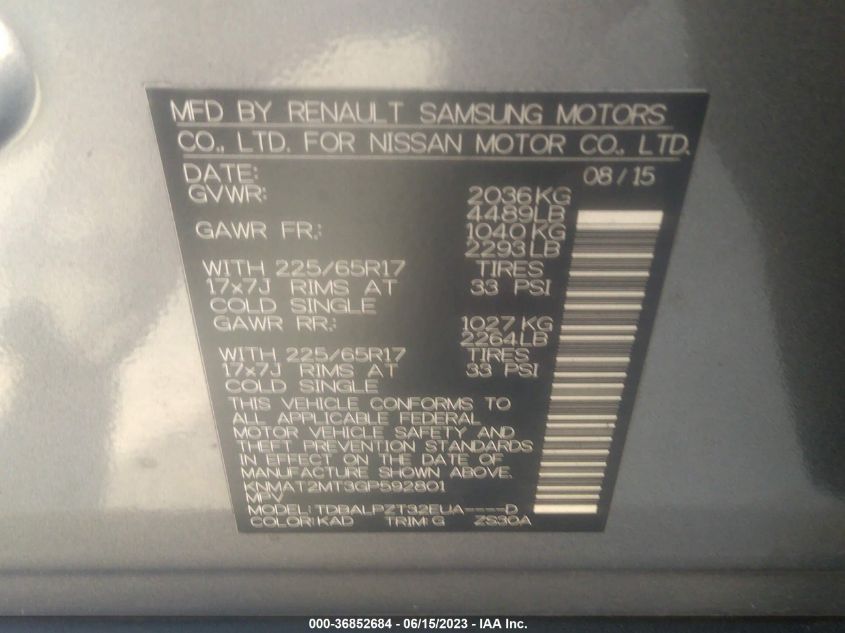 MFD BY RENAULT SAMSUNG MOTORS
CO., LTD. FOR NISSAN MOTOR CO., LTD.
DATE: 08/15
GVWR: 2036KG
4489LB
GAWR FR.: 1040KG
2293LB
WITH 225/65R17 TIRES
17x7J RIMS AT 33 PSI
COLD SINGLE
GAWR RR.: 1027KG
2264LB
WITH 225/65R17 TIRES
17x7J RIMS AT 33 PSI
COLD SINGLE
THIS VEHICLE CONFORMS TO
ALL APPLICABLE FEDERAL
MOTOR VEHICLE SAFETY AND
THEFT PREVENTION STANDARDS
IN EFFECT ON THE DATE OF
MANUFACTURE SHOWN ABOVE.
KNMAT2MT3GP592801
MPV
MODEL: TDBALPZT32EUA----D
COLOR:KAD TRIM:G ZS30A
000-36852684 - 06/15/2023 - IAA Inc.